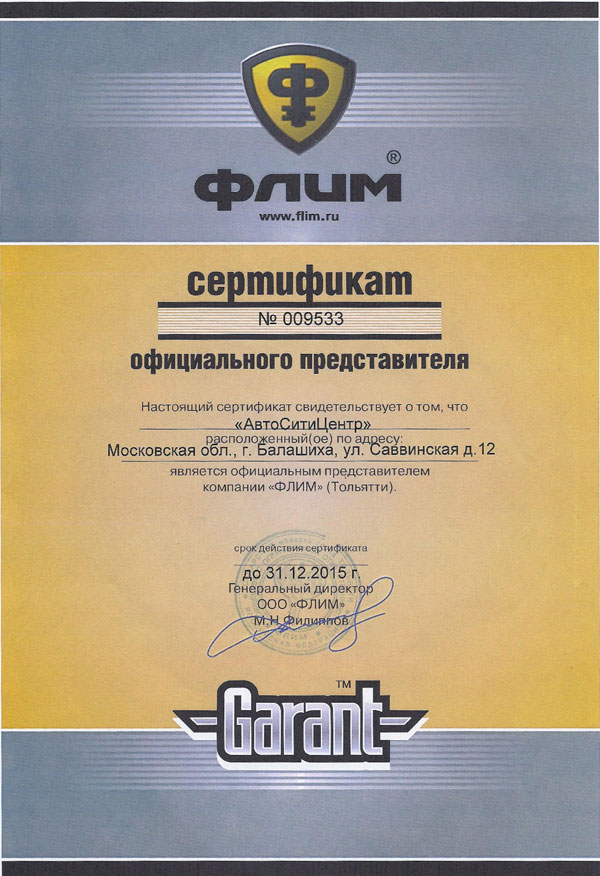 ФЛИМ®
www.flim.ru
сертификат
№ 009533
официального представителя
Настоящий сертификат свидетельствует о том, что
«АвтоСитиЦентр»
расположенный(ое) по адресу:
Московская обл., г. Балашиха, ул. Саввинская д.12
является официальным представителем
компании «ФЛИМ» (Тольятти).
срок действия сертификата
до 31.12.2015 г.
Генеральный директор
ООО «ФЛИМ»
М.Н.Филиппов
Garant™